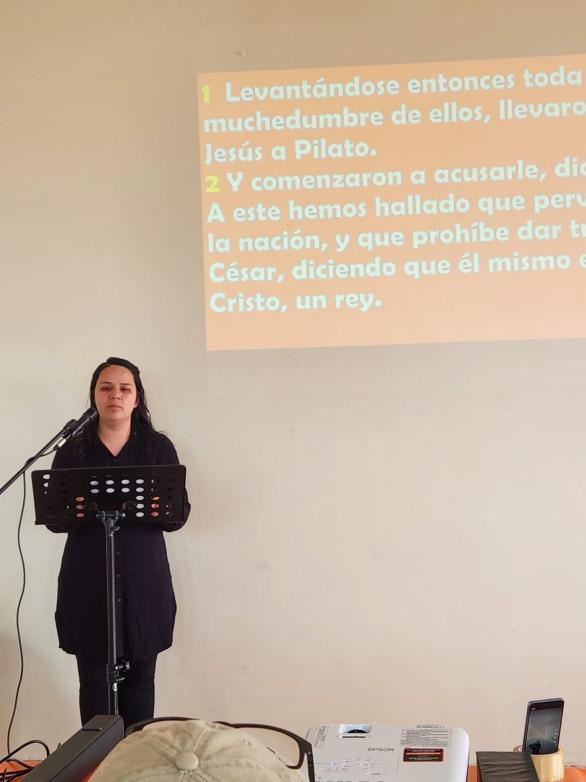 1 Levantándose entonces toda
muchedumbre de ellos, llevaro
Jesús a Pilato.
2 Y comenzaron a acusarle, dic
A este hemos hallado que perv
la nación, y que prohíbe dar tr
César, diciendo que él mismo e
Cristo, un rey.
EPSON